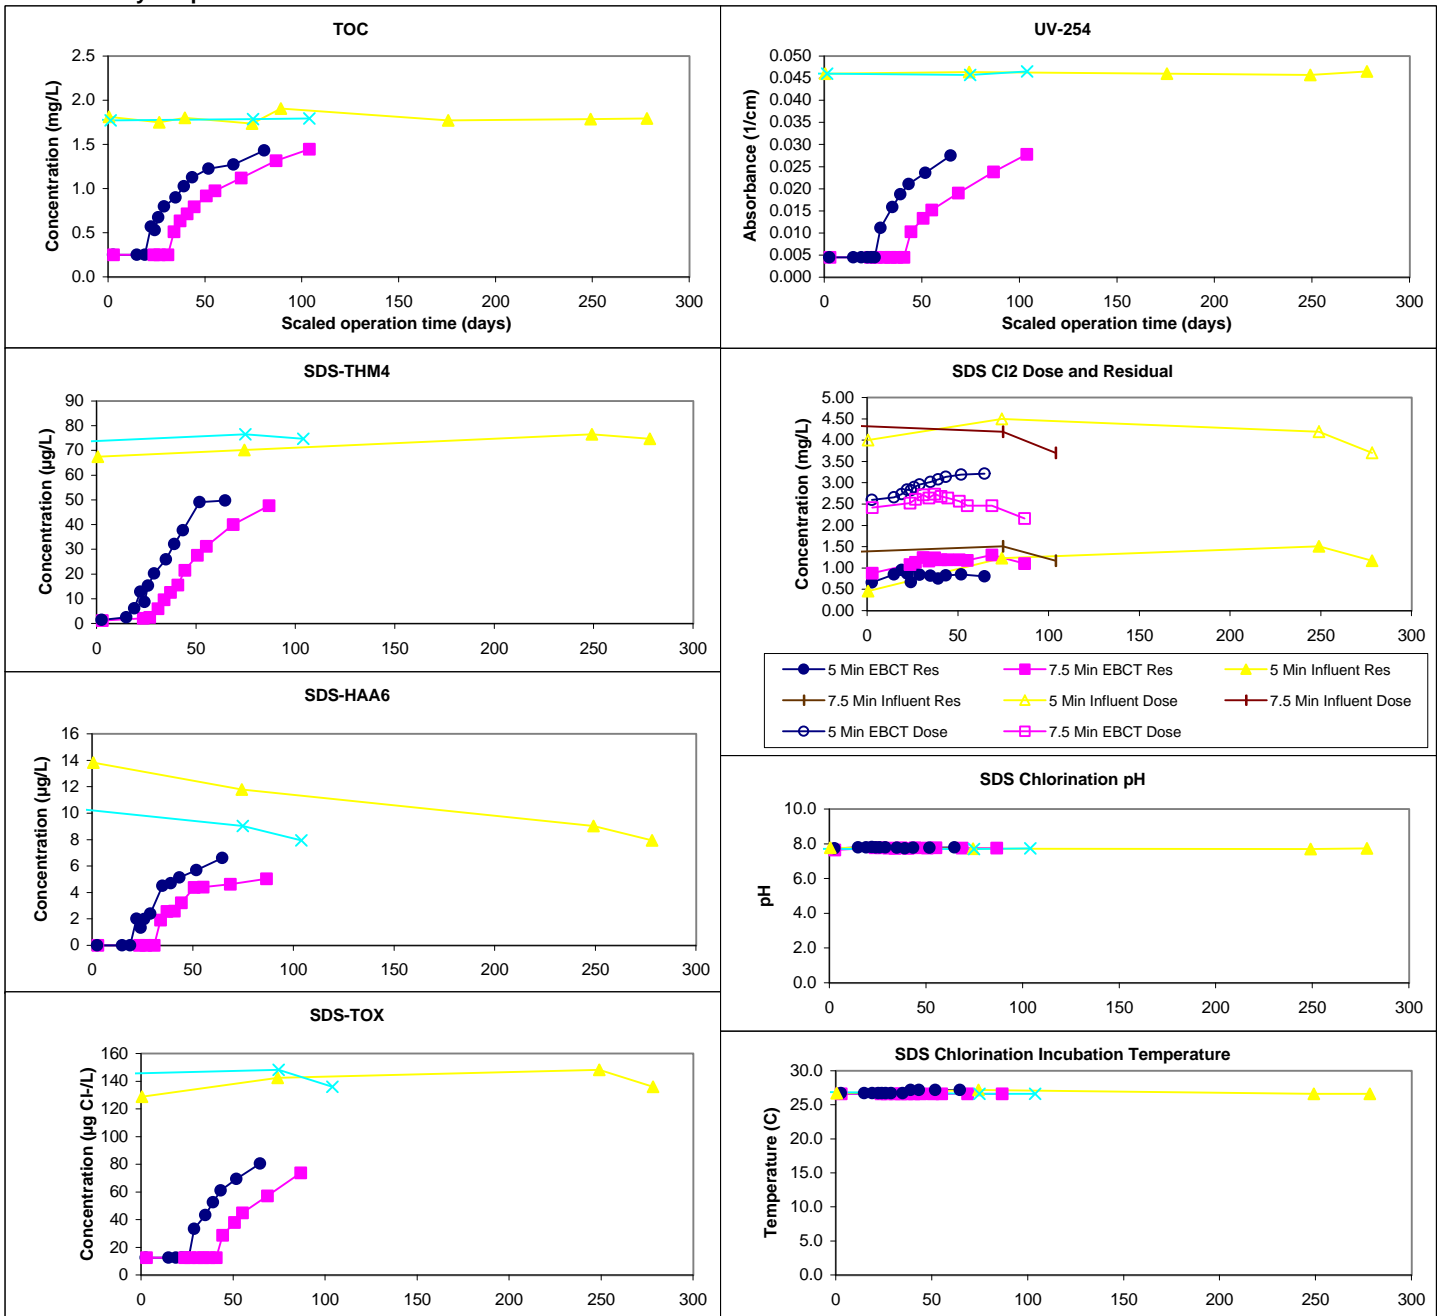 TOC
2.5
2.0
1.5
1.0
0.5
0.0
Concentration (mg/L)
0 50 100 150 200 250 300
Scaled operation time (days)
UV-254
0.050
0.045
0.040
0.035
0.030
0.025
0.020
0.015
0.010
0.005
0.000
Absorbance (1/cm)
0 50 100 150 200 250 300
Scaled operation time (days)
SDS-THM4
90
80
70
60
50
40
30
20
10
0
Concentration (µg/L)
0 50 100 150 200 250 300
SDS Cl2 Dose and Residual
5.00
4.50
4.00
3.50
3.00
2.50
2.00
1.50
1.00
0.50
0.00
Concentration (mg/L)
0 50 100 150 200 250 300
5 Min EBCT Res 7.5 Min EBCT Res 5 Min Influent Res
7.5 Min Influent Res 5 Min Influent Dose 7.5 Min Influent Dose
5 Min EBCT Dose 7.5 Min EBCT Dose
SDS-HAA6
16
14
12
10
8
6
4
2
0
Concentration (µg/L)
0 50 100 150 200 250 300
SDS Chlorination pH
10.0
8.0
6.0
4.0
2.0
0.0
pH
0 50 100 150 200 250 300
SDS-TOX
160
140
120
100
80
60
40
20
0
Concentration (µg Cl-/L)
0 50 100 150 200 250 300
SDS Chlorination Incubation Temperature
30.0
25.0
20.0
15.0
10.0
5.0
0.0
Temperature (C)
0 50 100 150 200 250 300